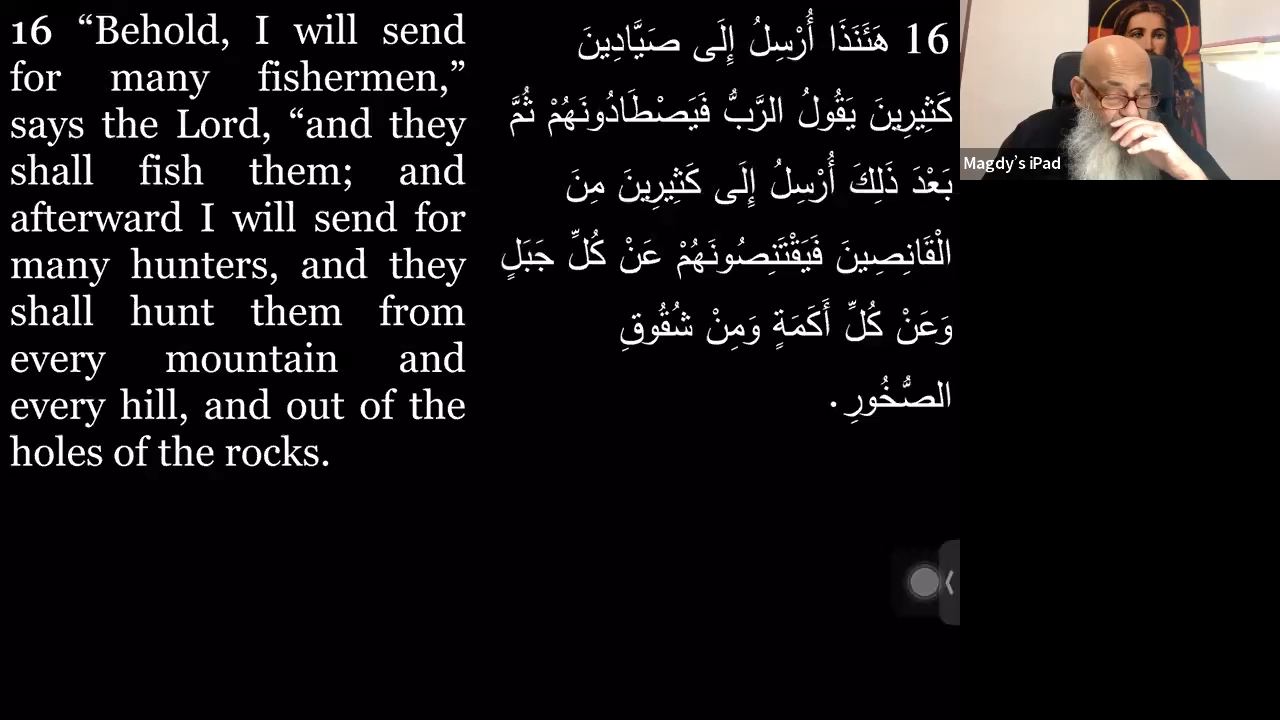 16 “Behold, I will send
for many fishermen,”
says the Lord, “and they
shall fish them; and
afterward I will send for
many hunters, and they
shall hunt them from
every mountain and
every hill, and out of the
holes of the rocks.
16 هَئَنَذَا أُرْسِلُ إِلَى صَيَّادِينَ
كَثِيرِينَ يَقُولُ الرَّبُّ فَيَصْطَادُونَهُمْ ثُمَّ
بَعْدَ ذَلِكَ أُرْسِلُ إِلَى كَثِيرِينَ مِنَ
الْقَانِصِينَ فَيَقْتَنِصُونَهُمْ عَنْ كُلِّ جَبَلٍ
وَعَنْ كُلِّ أَكَمَةٍ وَمِنْ شُقُوقِ
الصُّخُورِ.
Magdy’s iPad